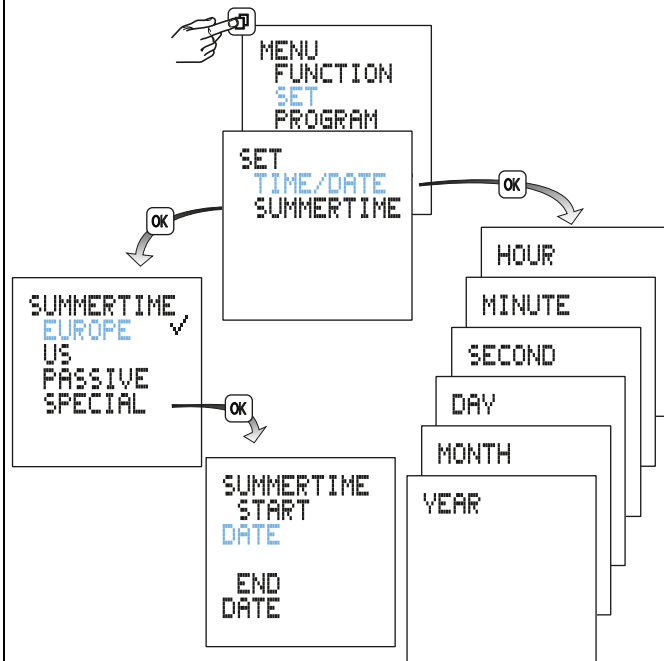 MENU
FUNCTION
SET
PROGRAM
SET
TIME/DATE
SUMMERTIME
OK
OK
SUMMERTIME
EUROPE ✓
US
PASSIVE
SPECIAL
OK
SUMMERTIME
START
DATE
END
DATE
HOUR
MINUTE
SECOND
DAY
MONTH
YEAR